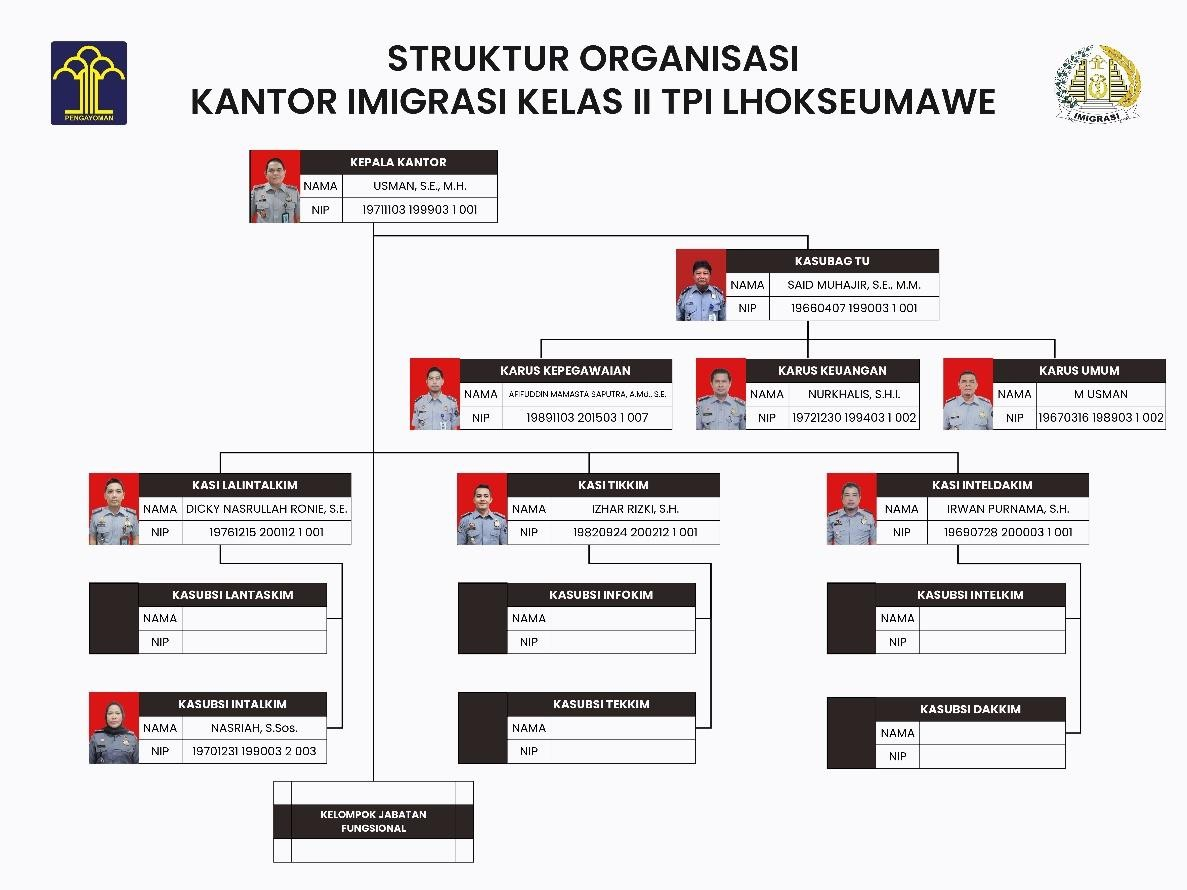 PENGAYOMAN
STRUKTUR ORGANISASI
KANTOR IMIGRASI KELAS II TPI LHOKSEUMAWE
IMIGRASI
KEPALA KANTOR
NAMA USMAN, S.E., M.H.
NIP 19711103 199903 1 001
KASUBAG TU
NAMA SAID MUHAJIR, S.E., M.M.
NIP 19660407 199003 1 001
KARUS KEPEGAWAIAN
NAMA AFIFUDDIN MAMASTA SAPUTRA, A.Md., S.E.
NIP 19891103 201503 1 007
KARUS KEUANGAN
NAMA NURKHALIS, S.H.I.
NIP 19721230 199403 1 002
KARUS UMUM
NAMA M USMAN
NIP 19670316 198903 1 002
KASI LALINTALKIM
NAMA DICKY NASRULLAH RONIE, S.E.
NIP 19761215 200112 1 001
KASI TIKKIM
NAMA IZHAR RIZKI, S.H.
NIP 19820924 200212 1 001
KASI INTELDAKIM
NAMA IRWAN PURNAMA, S.H.
NIP 19690728 200003 1 001
KASUBSI LANTASKIM
NAMA
NIP
KASUBSI INFOKIM
NAMA
NIP
KASUBSI INTELKIM
NAMA
NIP
KASUBSI INTALKIM
NAMA NASRIAH, S.Sos.
NIP 19701231 199003 2 003
KASUBSI TEKKIM
NAMA
NIP
KASUBSI DAKKIM
NAMA
NIP
KELOMPOK JABATAN
FUNGSIONAL